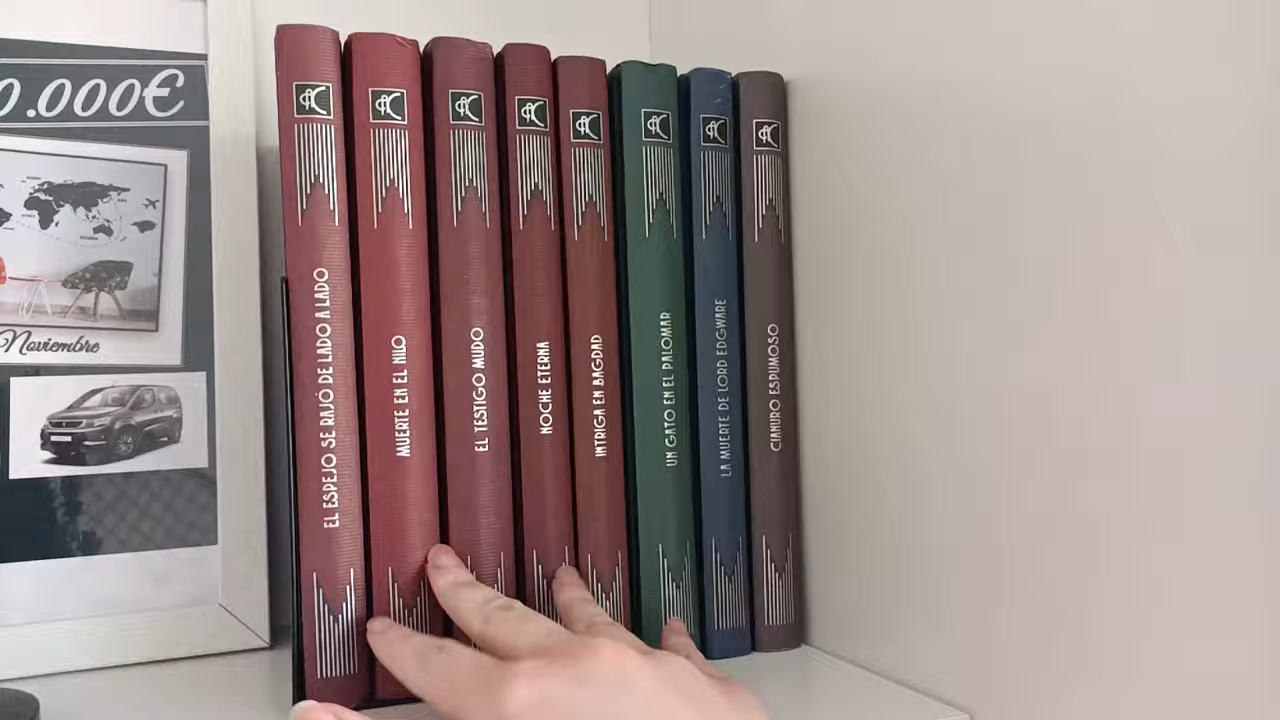 0.000€
Noviembre
EL ESPEJO SE RAJÓ DE LADO A LADO
MUERTE EN EL NILO
EL TESTIGO MUDO
NOCHE ETERNA
INTRIGA EN BAGDAD
UN GATO EN EL PALOMAR
LA MUERTE DE LORD EDGWARE
CIANURO ESPUMOSO